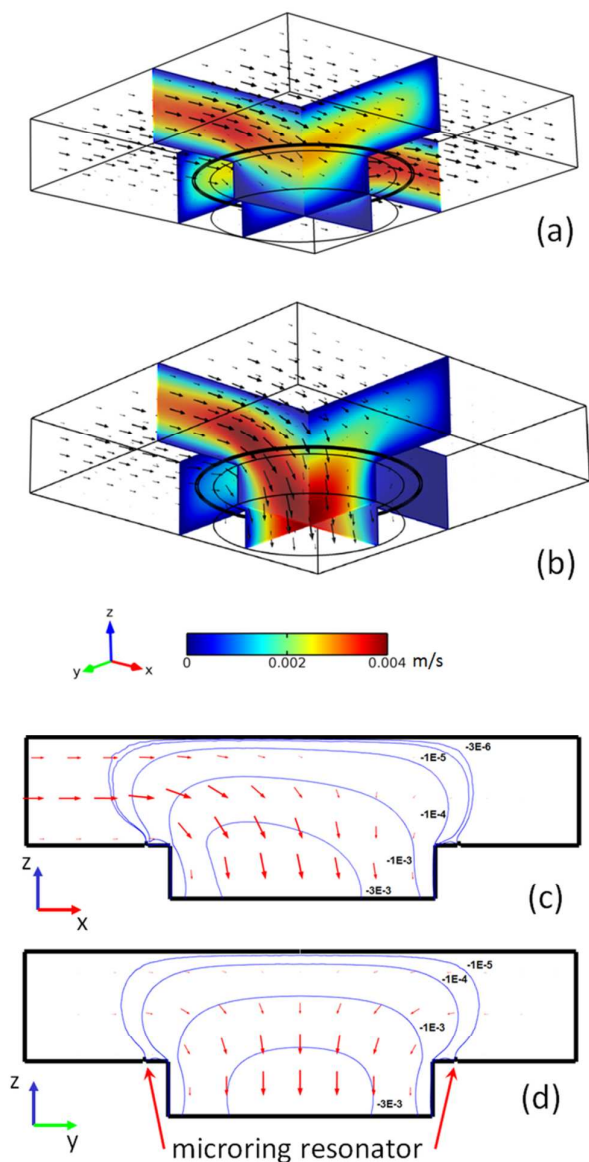 (a)
(b)
z
y
x
0
0.002
0.004
m/s
-3E-6
-1E-5
-1E-4
-1E-3
-3E-3
z
x
(c)
-1E-5
-1E-4
-1E-3
-3E-3
z
y
(d)
microring resonator